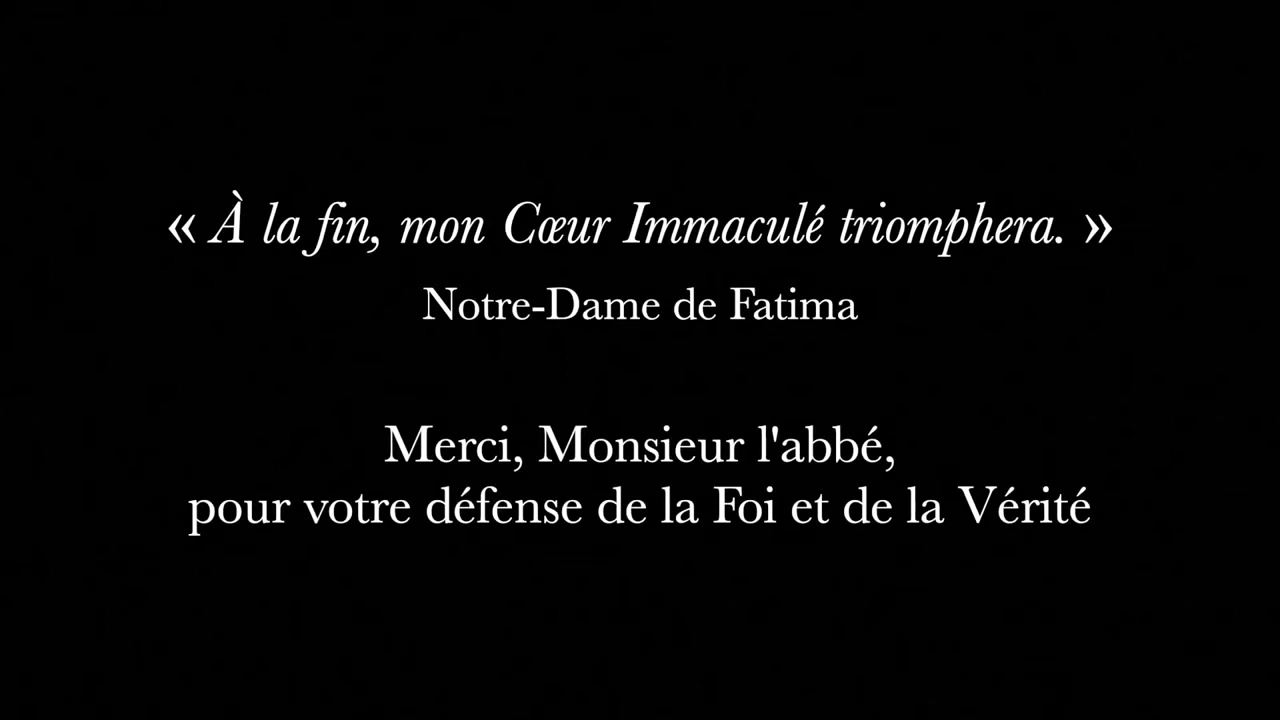 « À la fin, mon Cœur Immaculé triomphera. »
Notre-Dame de Fatima
Merci, Monsieur l'abbé,
pour votre défense de la Foi et de la Vérité